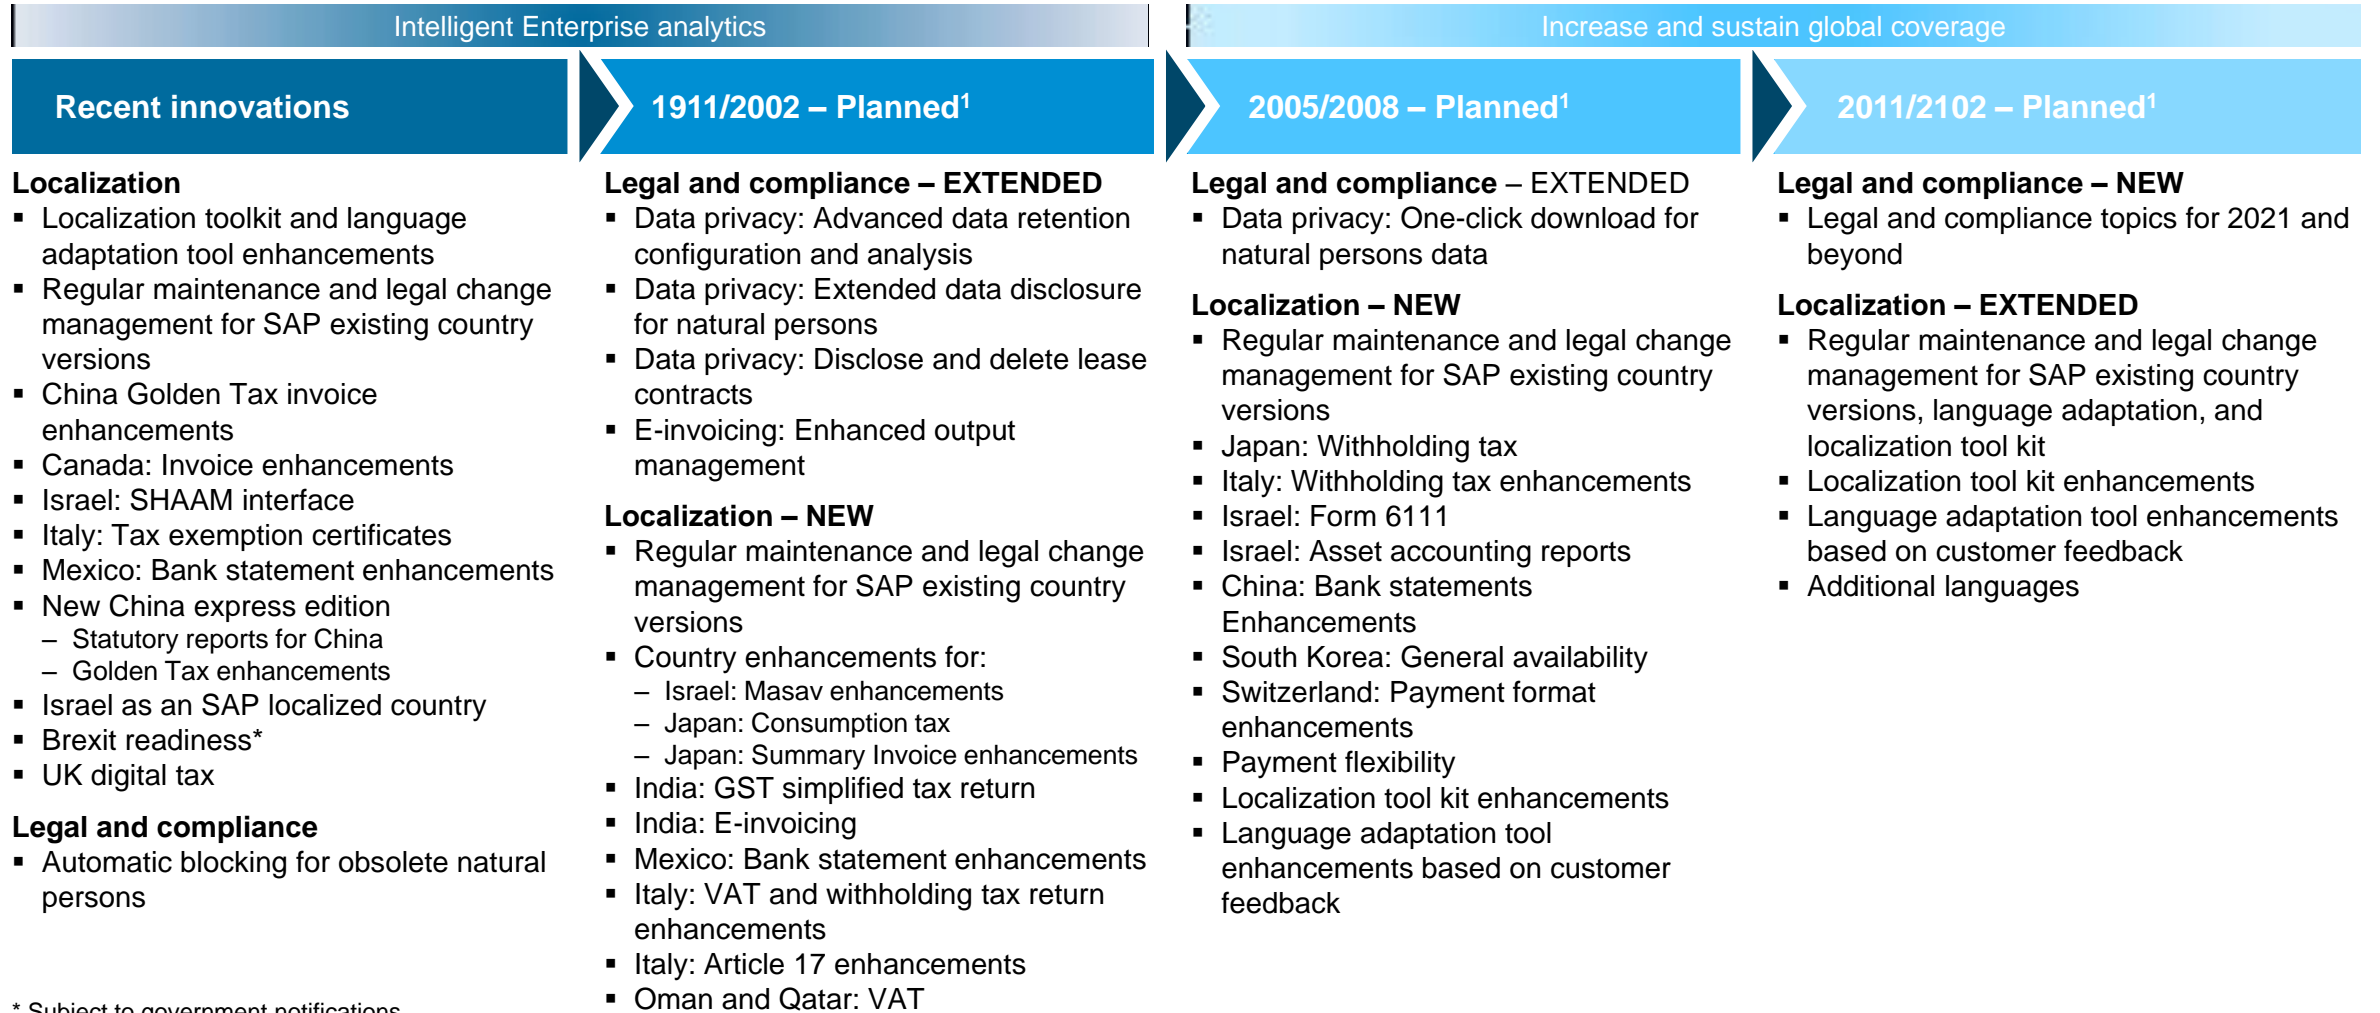 Intelligent Enterprise analytics
Increase and sustain global coverage
Recent innovations
1911/2002 – Planned¹
2005/2008 – Planned¹
2011/2102 – Planned¹
Localization
▪ Localization toolkit and language
adaptation tool enhancements
▪ Regular maintenance and legal change
management for SAP existing country
versions
▪ China Golden Tax invoice
enhancements
▪ Canada: Invoice enhancements
▪ Israel: SHAAM interface
▪ Italy: Tax exemption certificates
▪ Mexico: Bank statement enhancements
▪ New China express edition
– Statutory reports for China
– Golden Tax enhancements
▪ Israel as an SAP localized country
▪ Brexit readiness*
▪ UK digital tax
Legal and compliance
▪ Automatic blocking for obsolete natural
persons
* Subject to government notifications
Legal and compliance – EXTENDED
▪ Data privacy: Advanced data retention
configuration and analysis
▪ Data privacy: Extended data disclosure
for natural persons
▪ Data privacy: Disclose and delete lease
contracts
▪ E-invoicing: Enhanced output
management
Localization – NEW
▪ Regular maintenance and legal change
management for SAP existing country
versions
▪ Country enhancements for:
– Israel: Masav enhancements
– Japan: Consumption tax
– Japan: Summary Invoice enhancements
▪ India: GST simplified tax return
▪ India: E-invoicing
▪ Mexico: Bank statement enhancements
▪ Italy: VAT and withholding tax return
enhancements
▪ Italy: Article 17 enhancements
▪ Oman and Qatar: VAT
Legal and compliance – EXTENDED
▪ Data privacy: One-click download for
natural persons data
Localization – NEW
▪ Regular maintenance and legal change
management for SAP existing country
versions
▪ Japan: Withholding tax
▪ Italy: Withholding tax enhancements
▪ Israel: Form 6111
▪ Israel: Asset accounting reports
▪ China: Bank statements
Enhancements
▪ South Korea: General availability
▪ Switzerland: Payment format
enhancements
▪ Payment flexibility
▪ Localization tool kit enhancements
▪ Language adaptation tool
enhancements based on customer
feedback
Legal and compliance – NEW
▪ Legal and compliance topics for 2021 and
beyond
Localization – EXTENDED
▪ Regular maintenance and legal change
management for SAP existing country
versions, language adaptation, and
localization tool kit
▪ Localization tool kit enhancements
▪ Language adaptation tool enhancements
based on customer feedback
▪ Additional languages